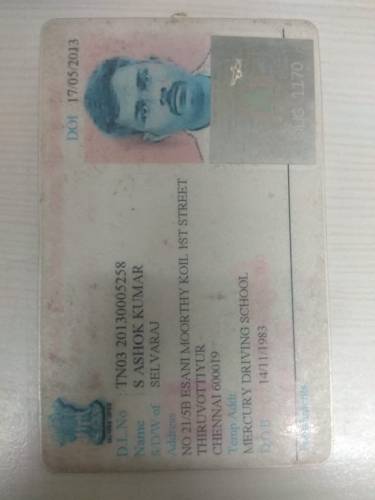 DOI 17/05/2013
D.L.No TN03 20130005258
Name S ASHOK KUMAR
S/D/W of SELVARAJ
Address
NO 21/5B ESANI MOORTHY KOIL 1ST STREET
THIRUVOTTIYUR
CHENNAI 600019
Temp Addr
MERCURY DRIVING SCHOOL
D.O.B 14/11/1983